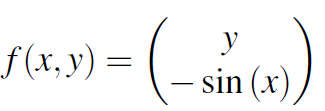 f(x,y) = ( y
− sin (x) )